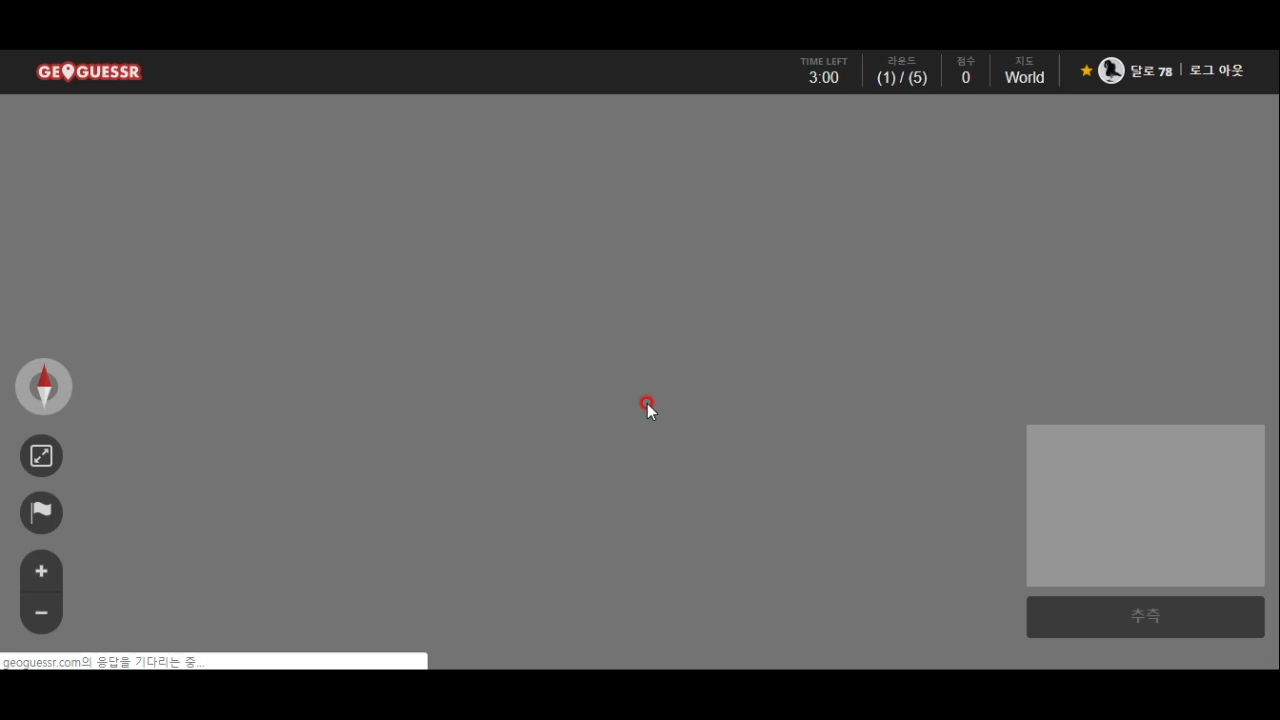 GEOGUESSR
TIME LEFT
3:00
라운드
(1) / (5)
점수
0
지도
World
달로 78 | 로그 아웃
추측
geoguessr.com의 응답을 기다리는 중...